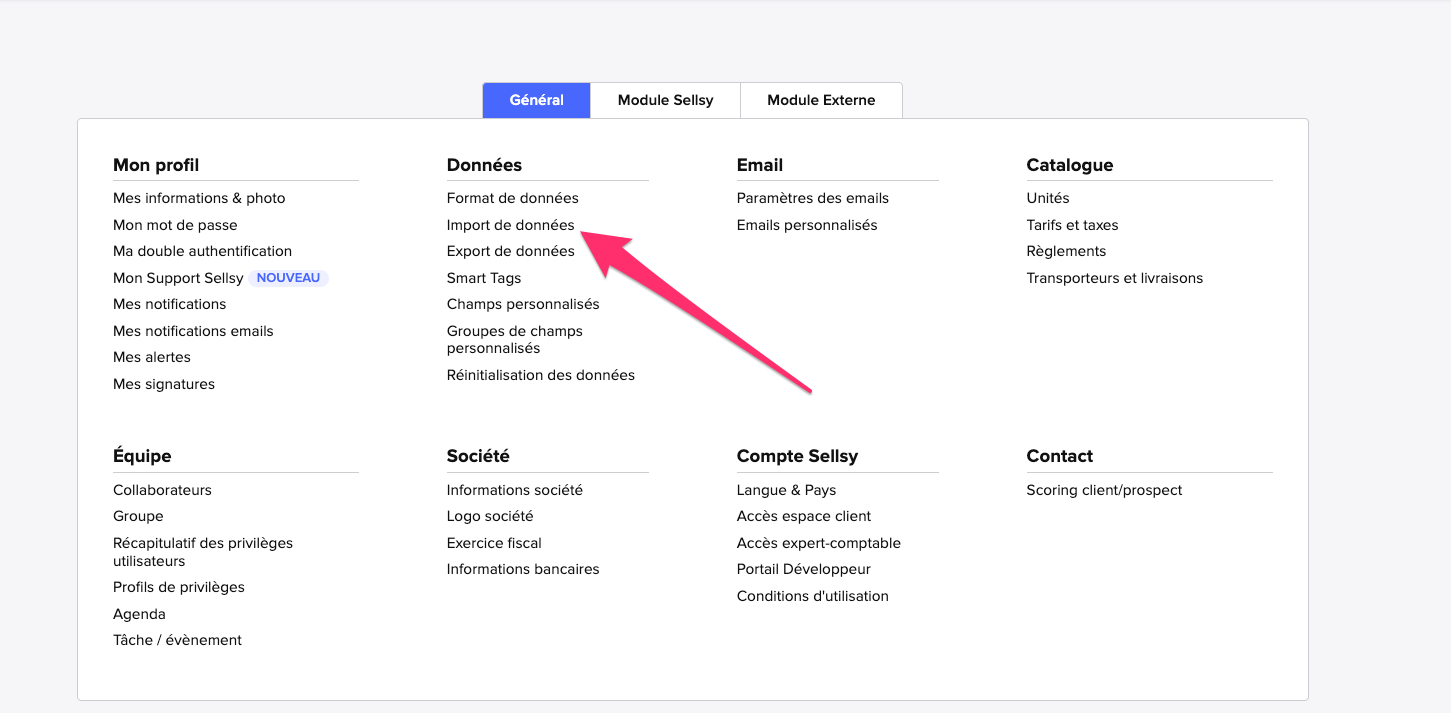 Général
Module Sellsy
Module Externe
Mon profil
Mes informations & photo
Mon mot de passe
Ma double authentification
Mon Support Sellsy NOUVEAU
Mes notifications
Mes notifications emails
Mes alertes
Mes signatures
Données
Format de données
Import de données
Export de données
Smart Tags
Champs personnalisés
Groupes de champs
personnalisés
Réinitialisation des données
Email
Paramètres des emails
Emails personnalisés
Catalogue
Unités
Tarifs et taxes
Règlements
Transporteurs et livraisons
Équipe
Collaborateurs
Groupe
Récapitulatif des privilèges
utilisateurs
Profils de privilèges
Agenda
Tâche / évènement
Société
Informations société
Logo société
Exercice fiscal
Informations bancaires
Compte Sellsy
Langue & Pays
Accès espace client
Accès expert-comptable
Portail Développeur
Conditions d'utilisation
Contact
Scoring client/prospect